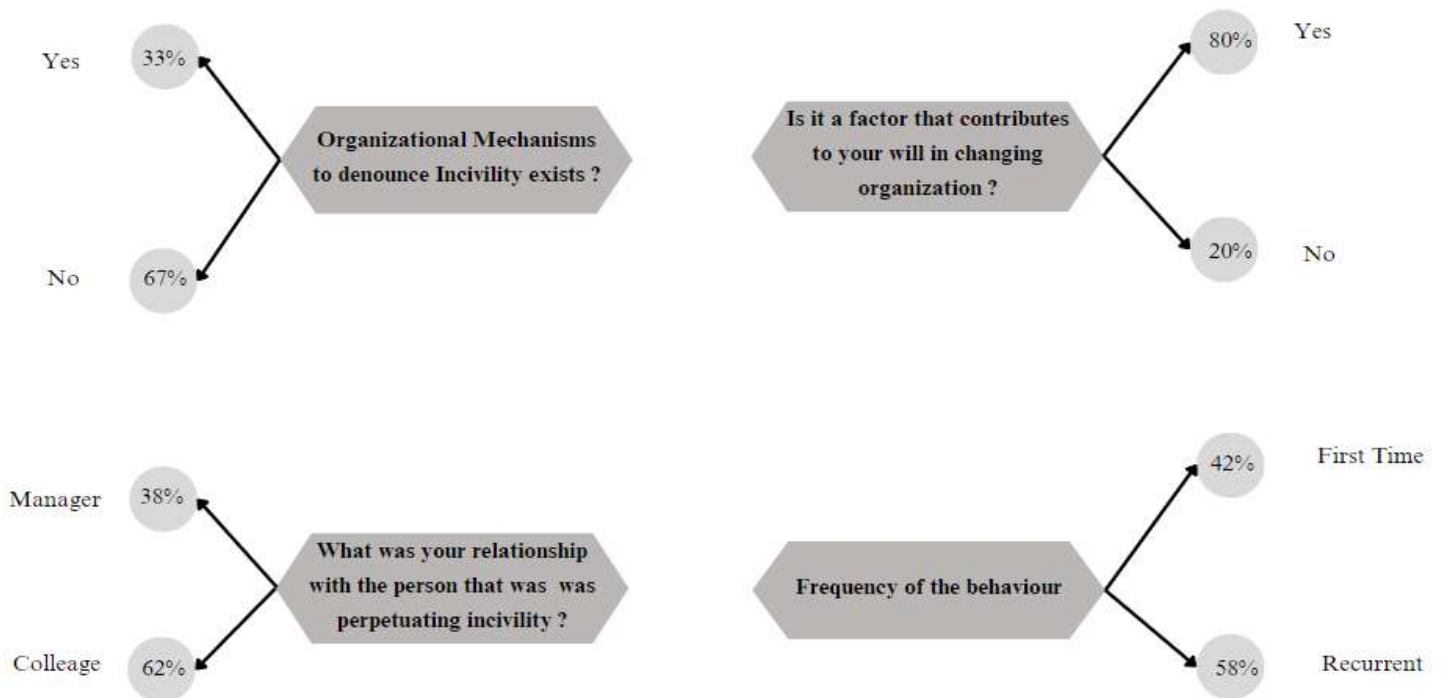 Yes
33%
Organizational Mechanisms
to denounce Incivility exists ?
No
67%
80%
Yes
Is it a factor that contributes
to your will in changing
organization ?
20%
No
Manager
38%
What was your relationship
with the person that was was
perpetuating incivility ?
Colleage
62%
42%
First Time
Frequency of the behaviour
58%
Recurrent